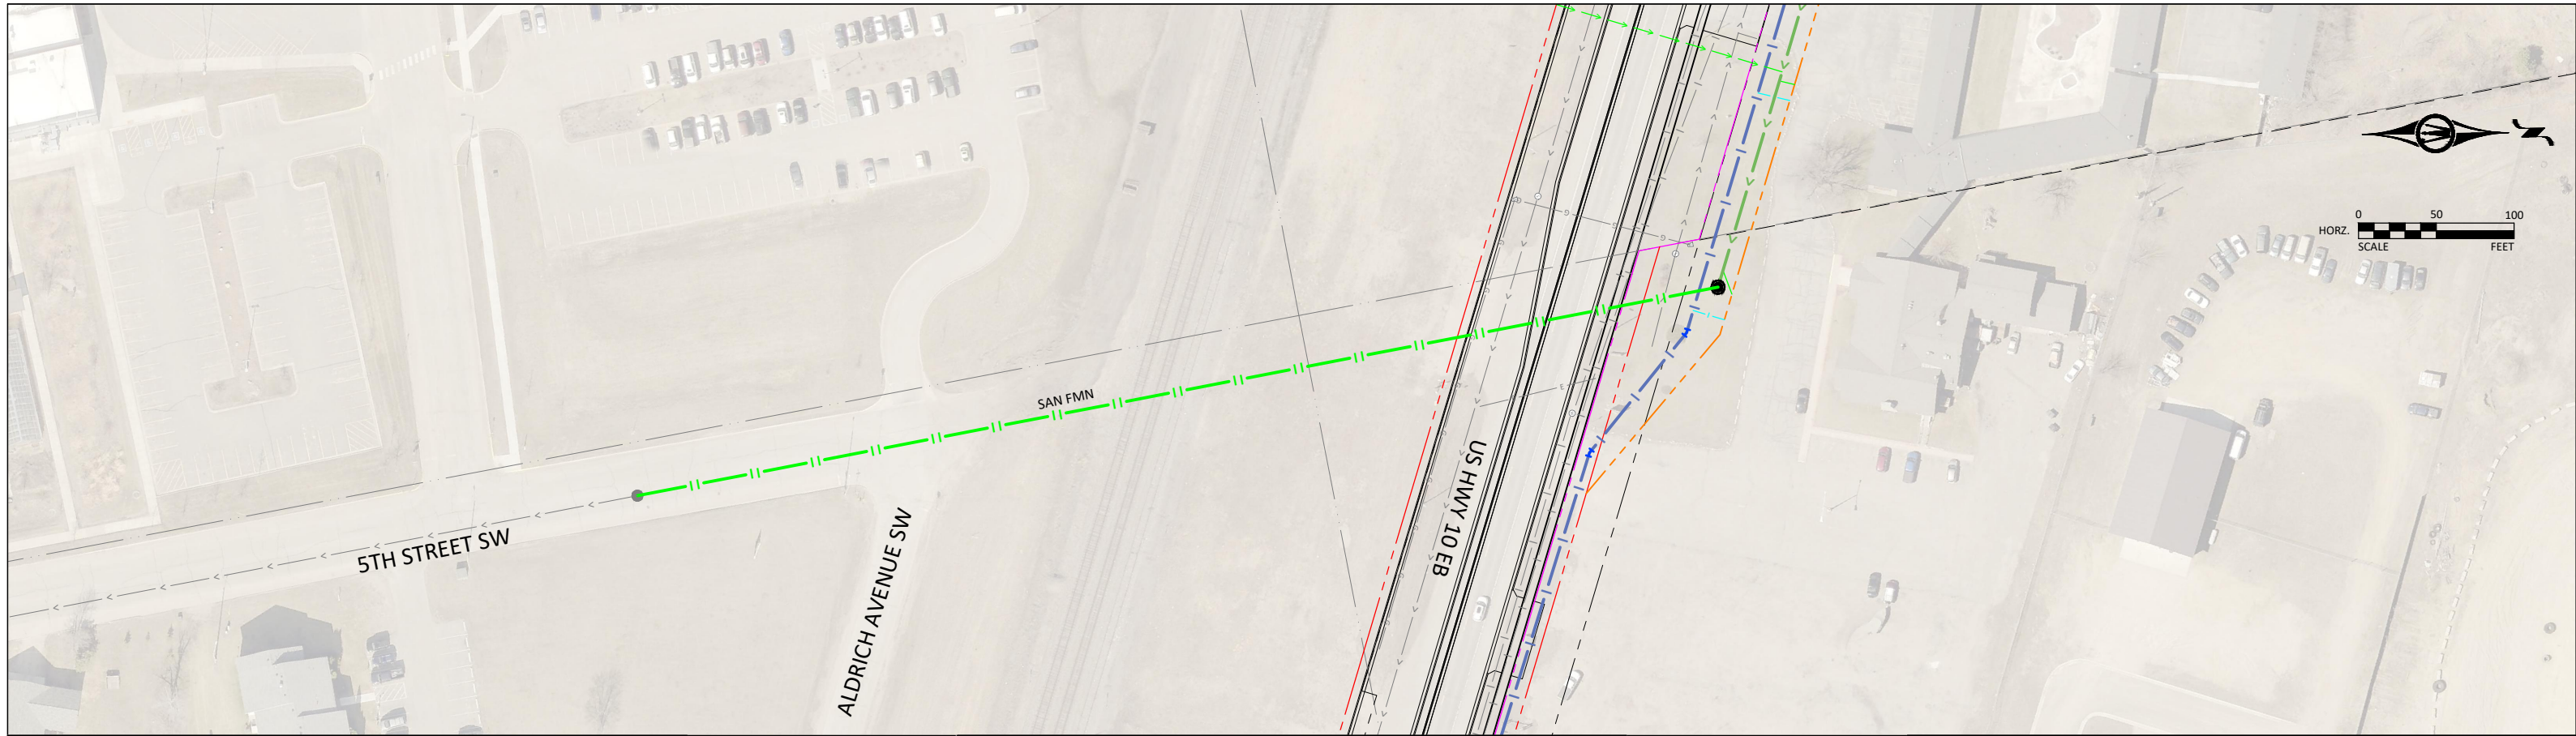 SAN FMN
5TH STREET SW
ALDRICH AVENUE SW
US HWY 10 EB
0 50 100
HORZ.
SCALE FEET
N
G
G
G
G
G
G
E